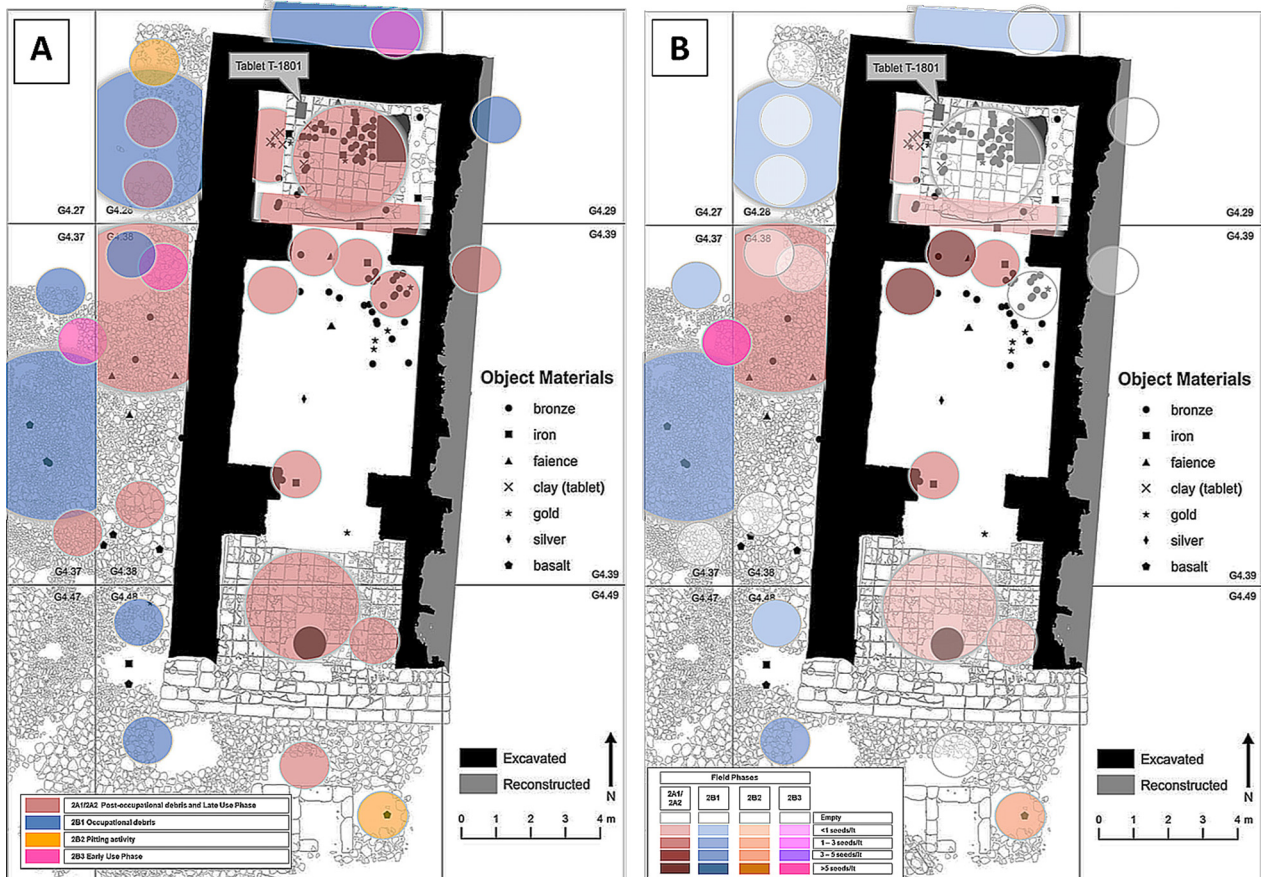 A
Tablet T-1801
G4.27
G4.28
G4.29
G4.37
G4.38
G4.39
Object Materials
bronze
iron
faience
clay (tablet)
gold
silver
basalt
G4.37
G4.38
G4.39
G4.47
G4.48
G4.49
Excavated
Reconstructed
N
0 1 2 3 4 m
2A1/2A2 Post-occupational debris and Late Use Phase
2B1 Occupational debris
2B2 Pitting activity
2B3 Early Use Phase
B
Tablet T-1801
G4.27
G4.28
G4.29
G4.37
G4.38
G4.39
Object Materials
bronze
iron
faience
clay (tablet)
gold
silver
basalt
G4.37
G4.38
G4.39
G4.47
G4.48
G4.49
Excavated
Reconstructed
N
0 1 2 3 4 m
Field Phases
2A1/ 2B1 2B2 2B3
2A2
Empty
<1 seeds/lt
1 – 3 seeds/lt
3 – 5 seeds/lt
>5 seeds/lt